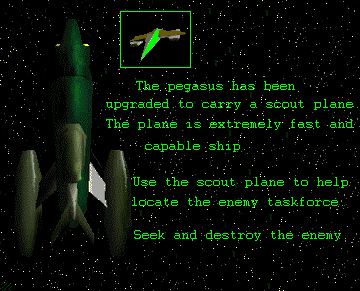 The pegasus has been
upgraded to carry a scout plane.
The plane is extremely fast and
capable ship
Use the scout plane to help
locate the enemy taskforce
Seek and destroy the enemy